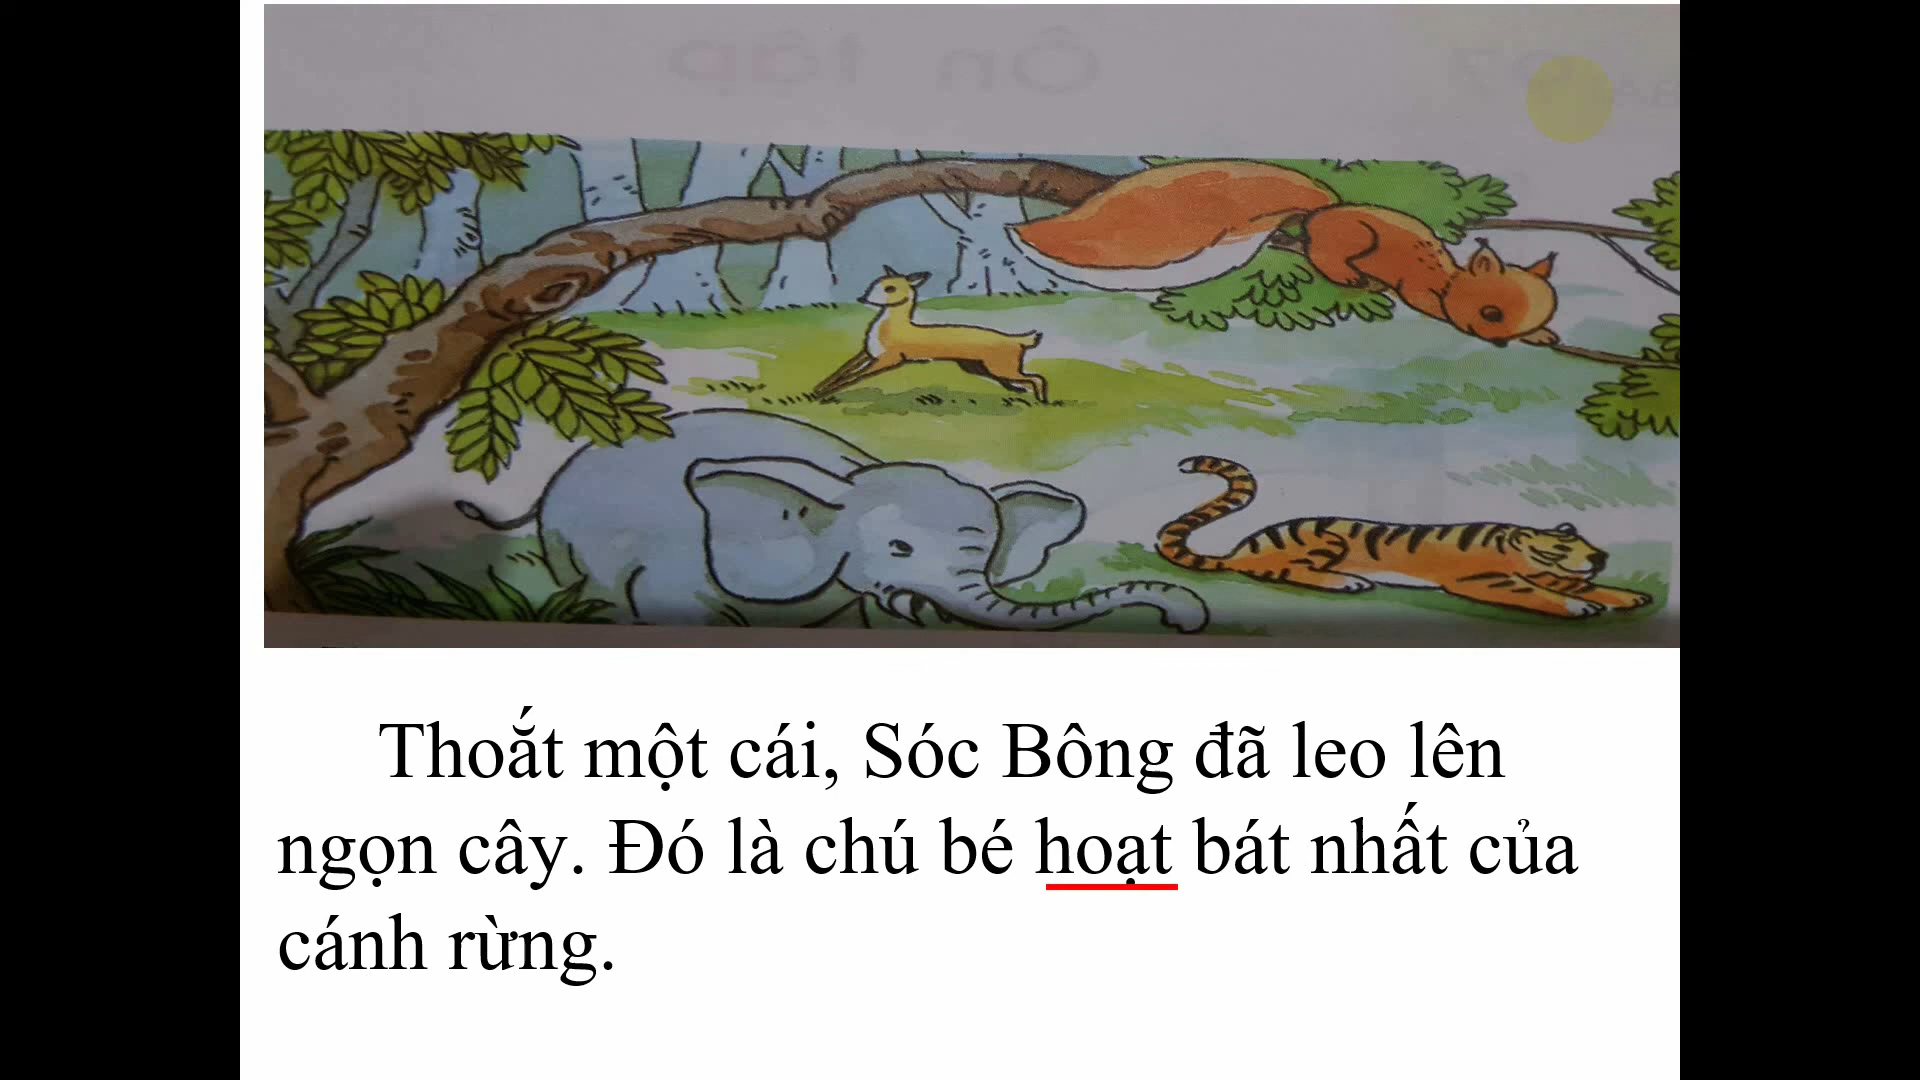 Thoắt một cái, Sóc Bông đã leo lên
ngọn cây. Đó là chú bé hoạt bát nhất của
cánh rừng.